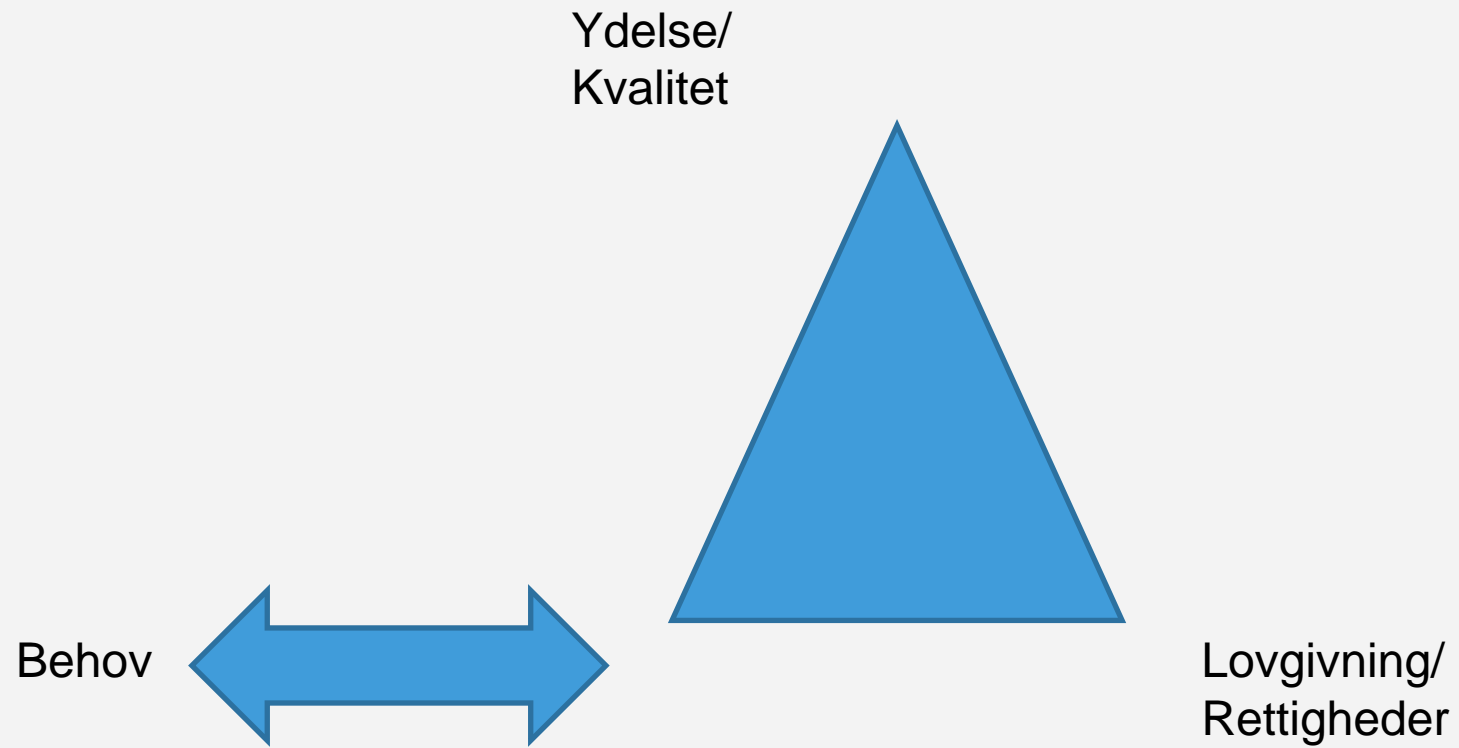 Ydelse/
Kvalitet
Behov
Lovgivning/
Rettigheder